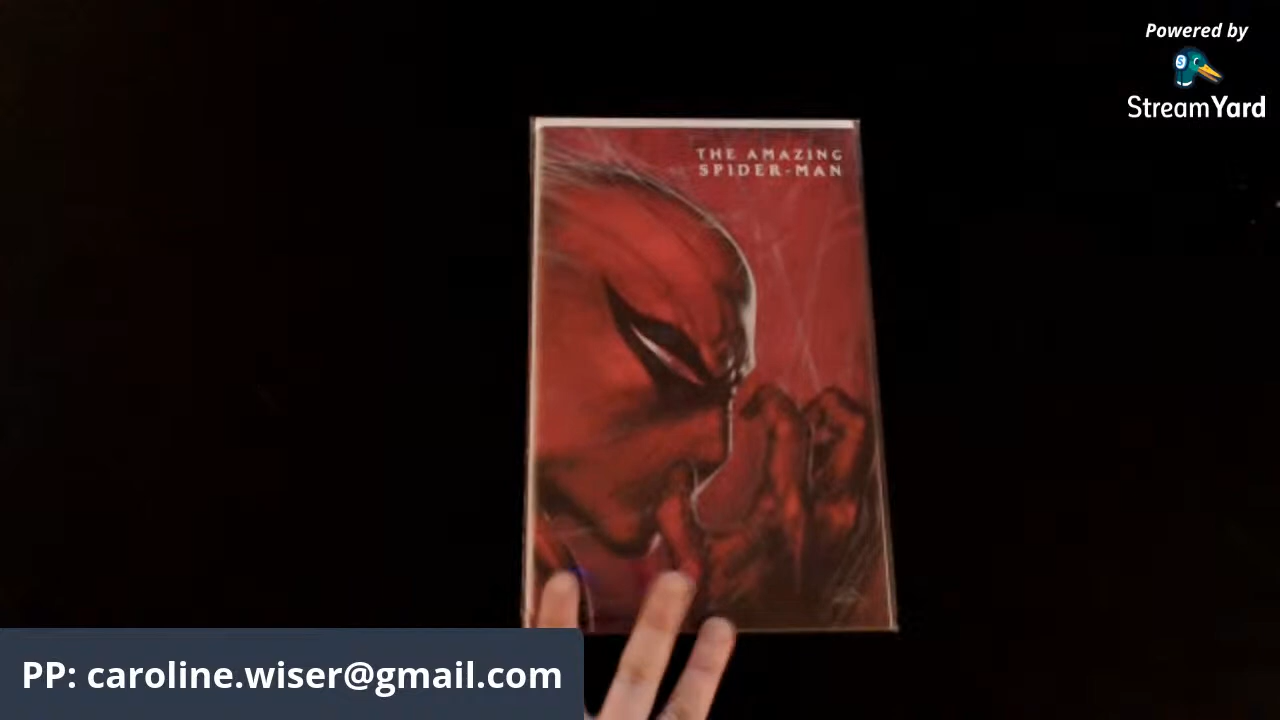 Powered by
StreamYard
THE AMAZING
SPIDER-MAN
PP: caroline.wiser@gmail.com